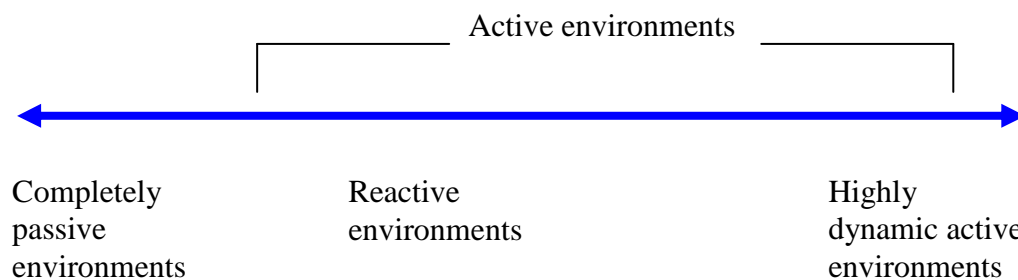 Active environments
Completely
passive
environments
Reactive
environments
Highly
dynamic active
environments